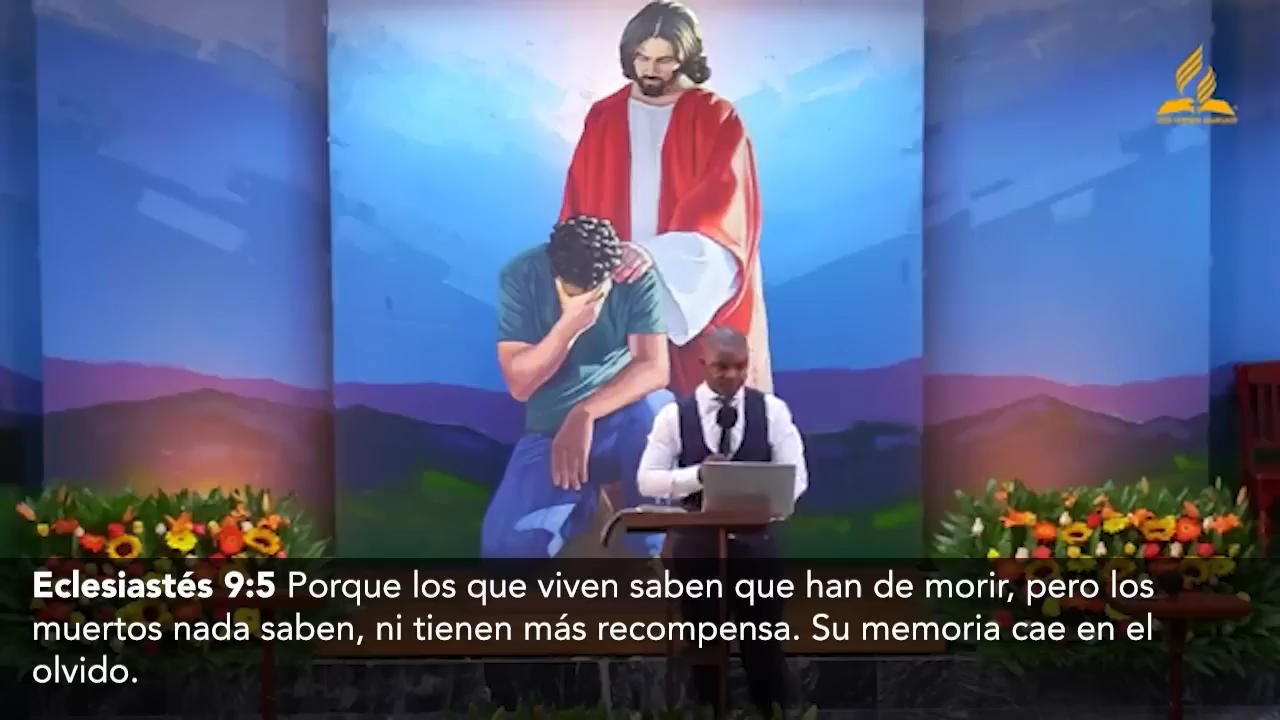 Eclesiastés 9:5 Porque los que viven saben que han de morir, pero los
muertos nada saben, ni tienen más recompensa. Su memoria cae en el
olvido.